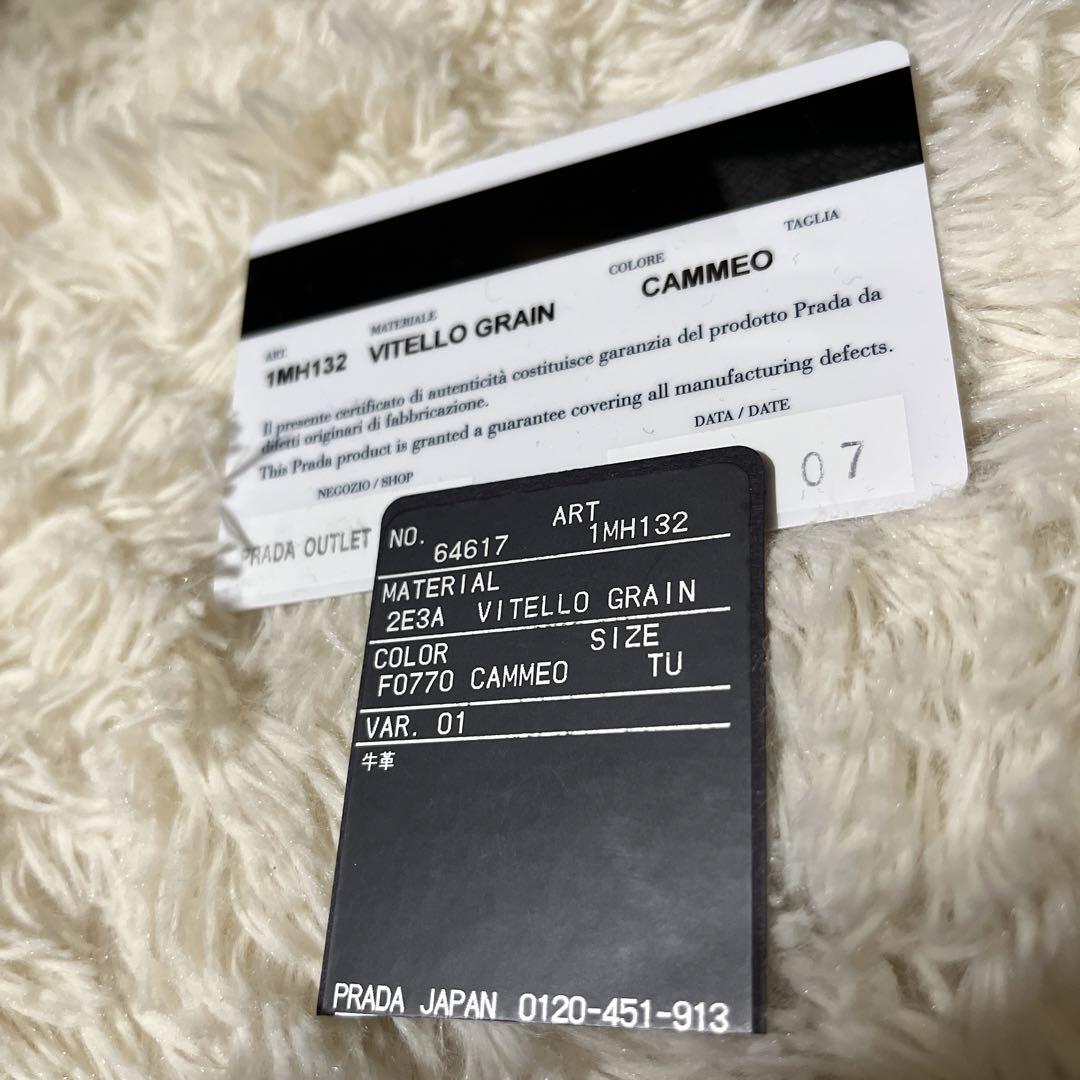 TAGLIA
COLORE
CAMMEO
MATERIALE
VITELLO GRAIN
ART.
1MH132
Il presente certificato di autenticità costituisce garanzia del prodotto Prada da
difetti originari di fabbricazione.
This Prada product is granted a guarantee covering all manufacturing defects.
DATA / DATE
07
NEGOZIO / SHOP
PRADA OUTLET
NO. ART
64617 1MH132
MATERIAL
2E3A VITELLO GRAIN
COLOR SIZE
F0770 CAMMEO TU
VAR. 01
牛革
PRADA JAPAN 0120-451-913